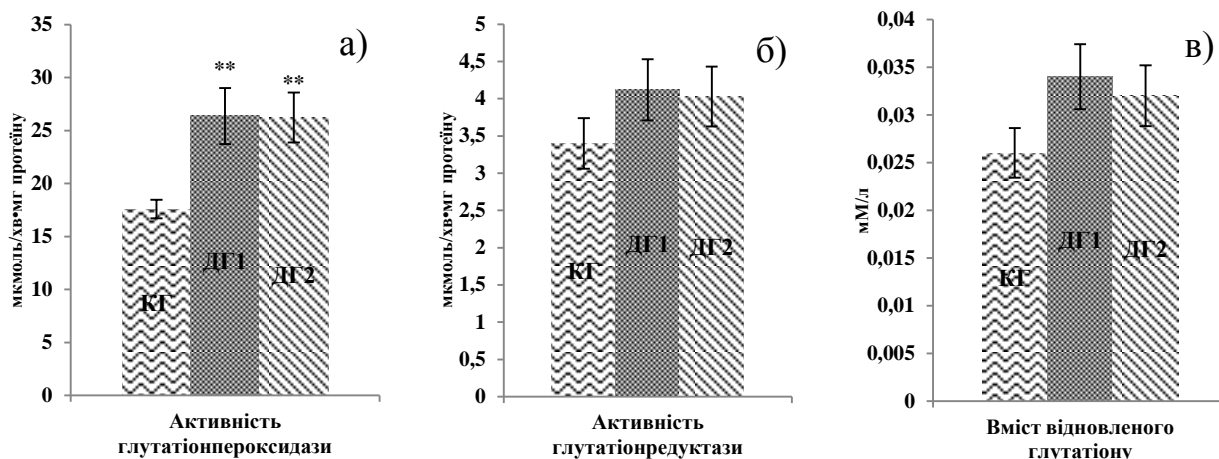 мкмоль/хв•мг протеїну
35
30
25
20
15
10
5
0
а)
**
**
КГ
ДГ1
ДГ2
Активність
глутатіонпероксидази
мкмоль/хв•мг протеїну
5
4,5
4
3,5
3
2,5
2
1,5
1
0,5
0
б)
КГ
ДГ1
ДГ2
Активність
глутатіонредуктази
мМ/л
0,04
0,035
0,03
0,025
0,02
0,015
0,01
0,005
0
в)
КГ
ДГ1
ДГ2
Вміст відновленого
глутатіону